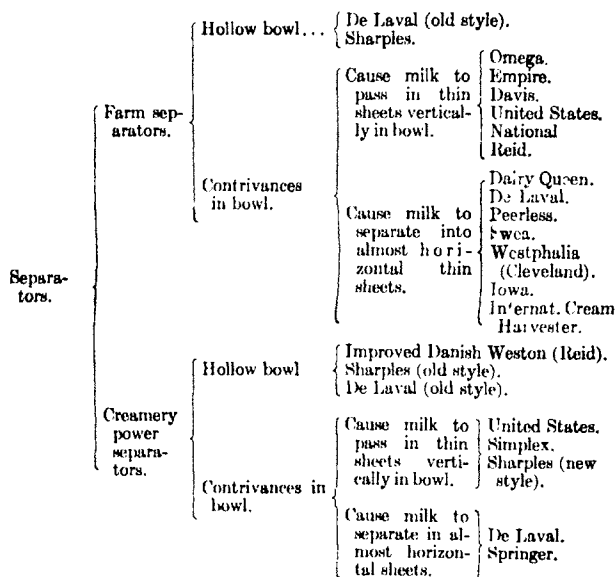 Separa-
tors.
Farm sep-
arators.
Hollow bowl...
De Laval (old style).
Sharples.
Contrivances
in bowl.
Cause milk to
pass in thin
sheets vertical-
ly in bowl.
Omega.
Empire.
Davis.
United States.
National
Reid.
Cause milk to
separate into
almost hori-
zontal thin
sheets.
Dairy Queen.
De Laval.
Peerless.
Swea.
Westphalia
(Cleveland).
Iowa.
Internat. Cream
Harvester.
Creamery
power
separa-
tors.
Hollow bowl
Improved Danish Weston (Reid).
Sharples (old style).
De Laval (old style).
Contrivances in
bowl.
Cause milk to
pass in thin
sheets verti-
cally in bowl.
United States.
Simplex.
Sharples (new
style).
Cause milk to
separate in al-
most horizon-
tal sheets.
De Laval.
Springer.